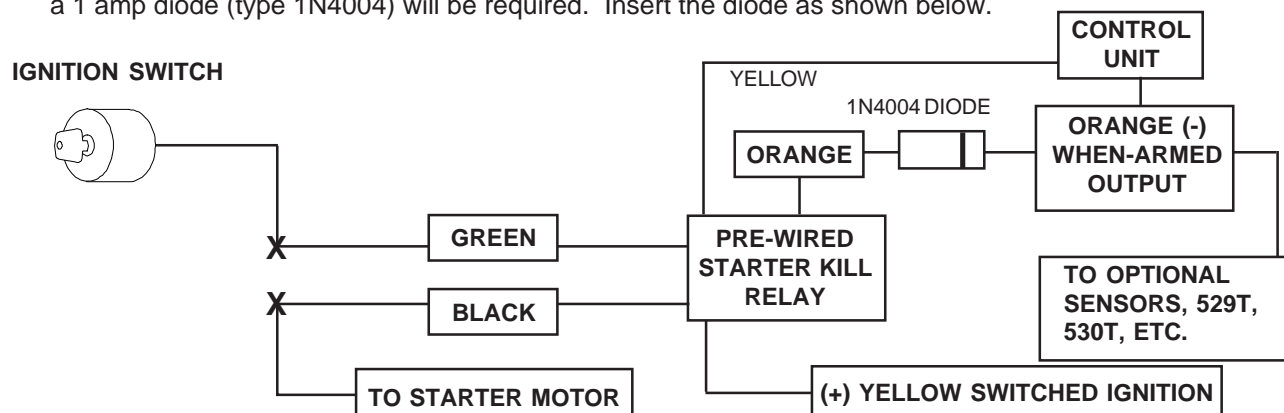 a 1 amp diode (type 1N4004) will be required. Insert the diode as shown below.
CONTROL
UNIT
IGNITION SWITCH
YELLOW
1N4004 DIODE
ORANGE
ORANGE (-)
WHEN-ARMED
OUTPUT
GREEN
PRE-WIRED
STARTER KILL
RELAY
BLACK
TO OPTIONAL
SENSORS, 529T,
530T, ETC.
TO STARTER MOTOR
(+) YELLOW SWITCHED IGNITION